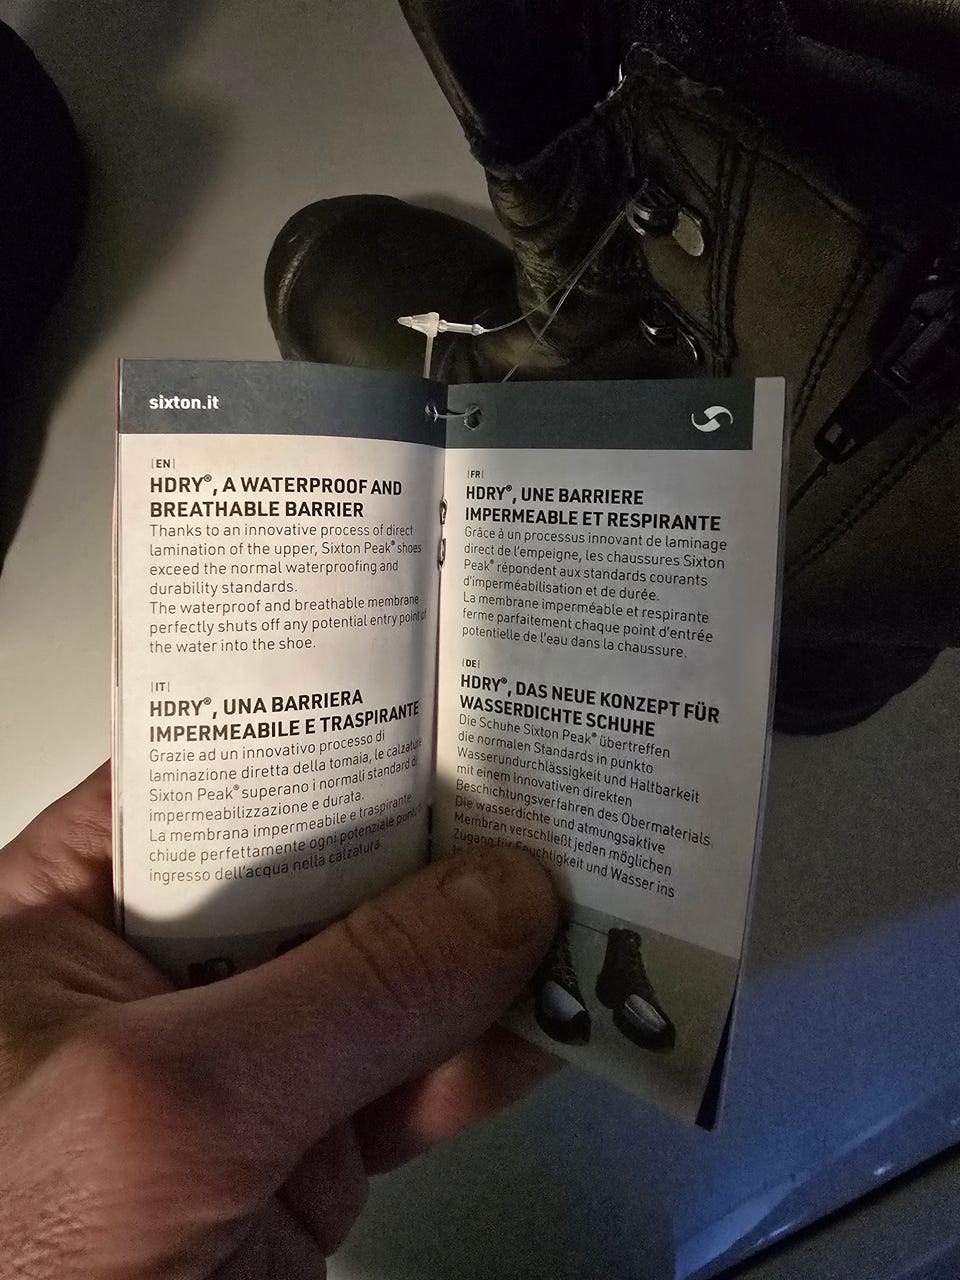 sixton.it
|EN|
HDRY®, A WATERPROOF AND
BREATHABLE BARRIER
Thanks to an innovative process of direct
lamination of the upper, Sixton Peak® shoes
exceed the normal waterproofing and
durability standards.
The waterproof and breathable membrane
perfectly shuts off any potential entry point of
the water into the shoe.
|IT|
HDRY®, UNA BARRIERA
IMPERMEABILE E TRASPIRANTE
Grazie ad un innovativo processo di
laminazione diretta della tomaia, le calzature
Sixton Peak® superano i normali standard di
impermeabilizzazione e durata.
La membrana impermeabile e traspirante
chiude perfettamente ogni potenziale punto
ingresso dell'acqua nella calzatura.
|FR|
HDRY®, UNE BARRIERE
IMPERMEABLE ET RESPIRANTE
Grâce à un processus innovant de laminage
direct de l'empeigne, les chaussures Sixton
Peak® répondent aux standards courants
d'imperméabilisation et de durée.
La membrane imperméable et respirante
ferme parfaitement chaque point d'entrée
potentielle de l'eau dans la chaussure.
|DE|
HDRY®, DAS NEUE KONZEPT FÜR
WASSERDICHTE SCHUHE
Die Schuhe Sixton Peak® übertreffen
die normalen Standards in punkto
Wasserundurchlässigkeit und Haltbarkeit
mit einem innovativen direkten
Beschichtungsverfahren des Obermaterials.
Die wasserdichte und atmungsaktive
Membran verschließt jeden möglichen
Zugang für Feuchtigkeit und Wasser ins